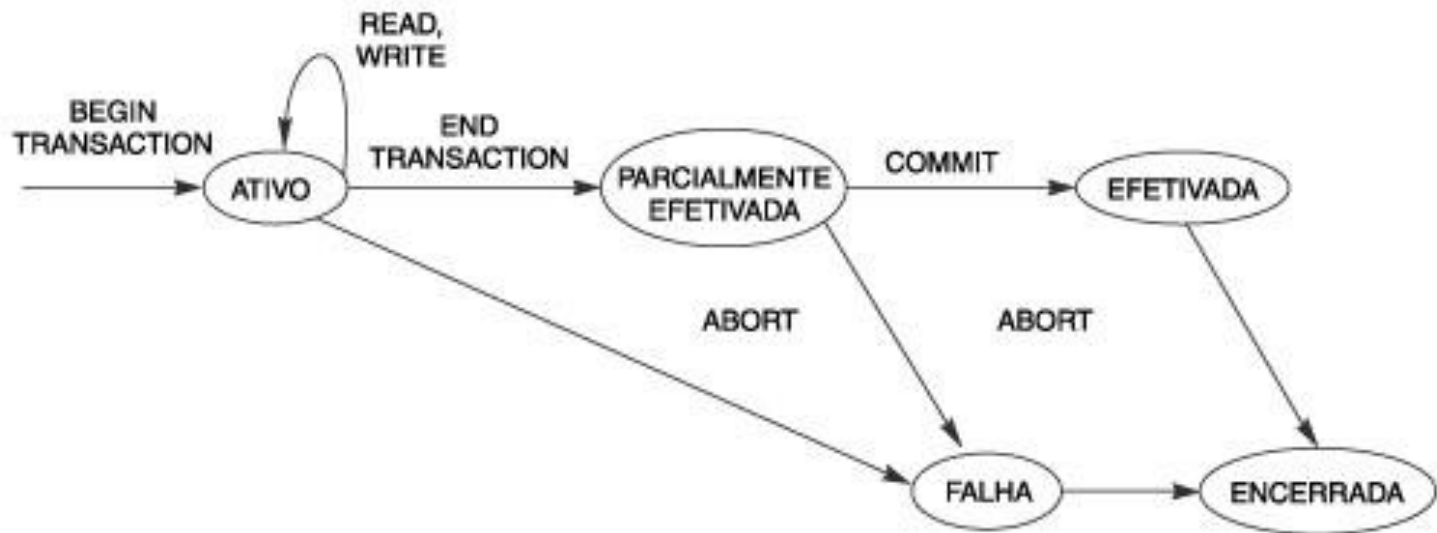 READ,
WRITE
BEGIN
TRANSACTION
END
TRANSACTION
COMMIT
ATIVO
PARCIALMENTE
EFETIVADA
EFETIVADA
ABORT
ABORT
FALHA
ENCERRADA